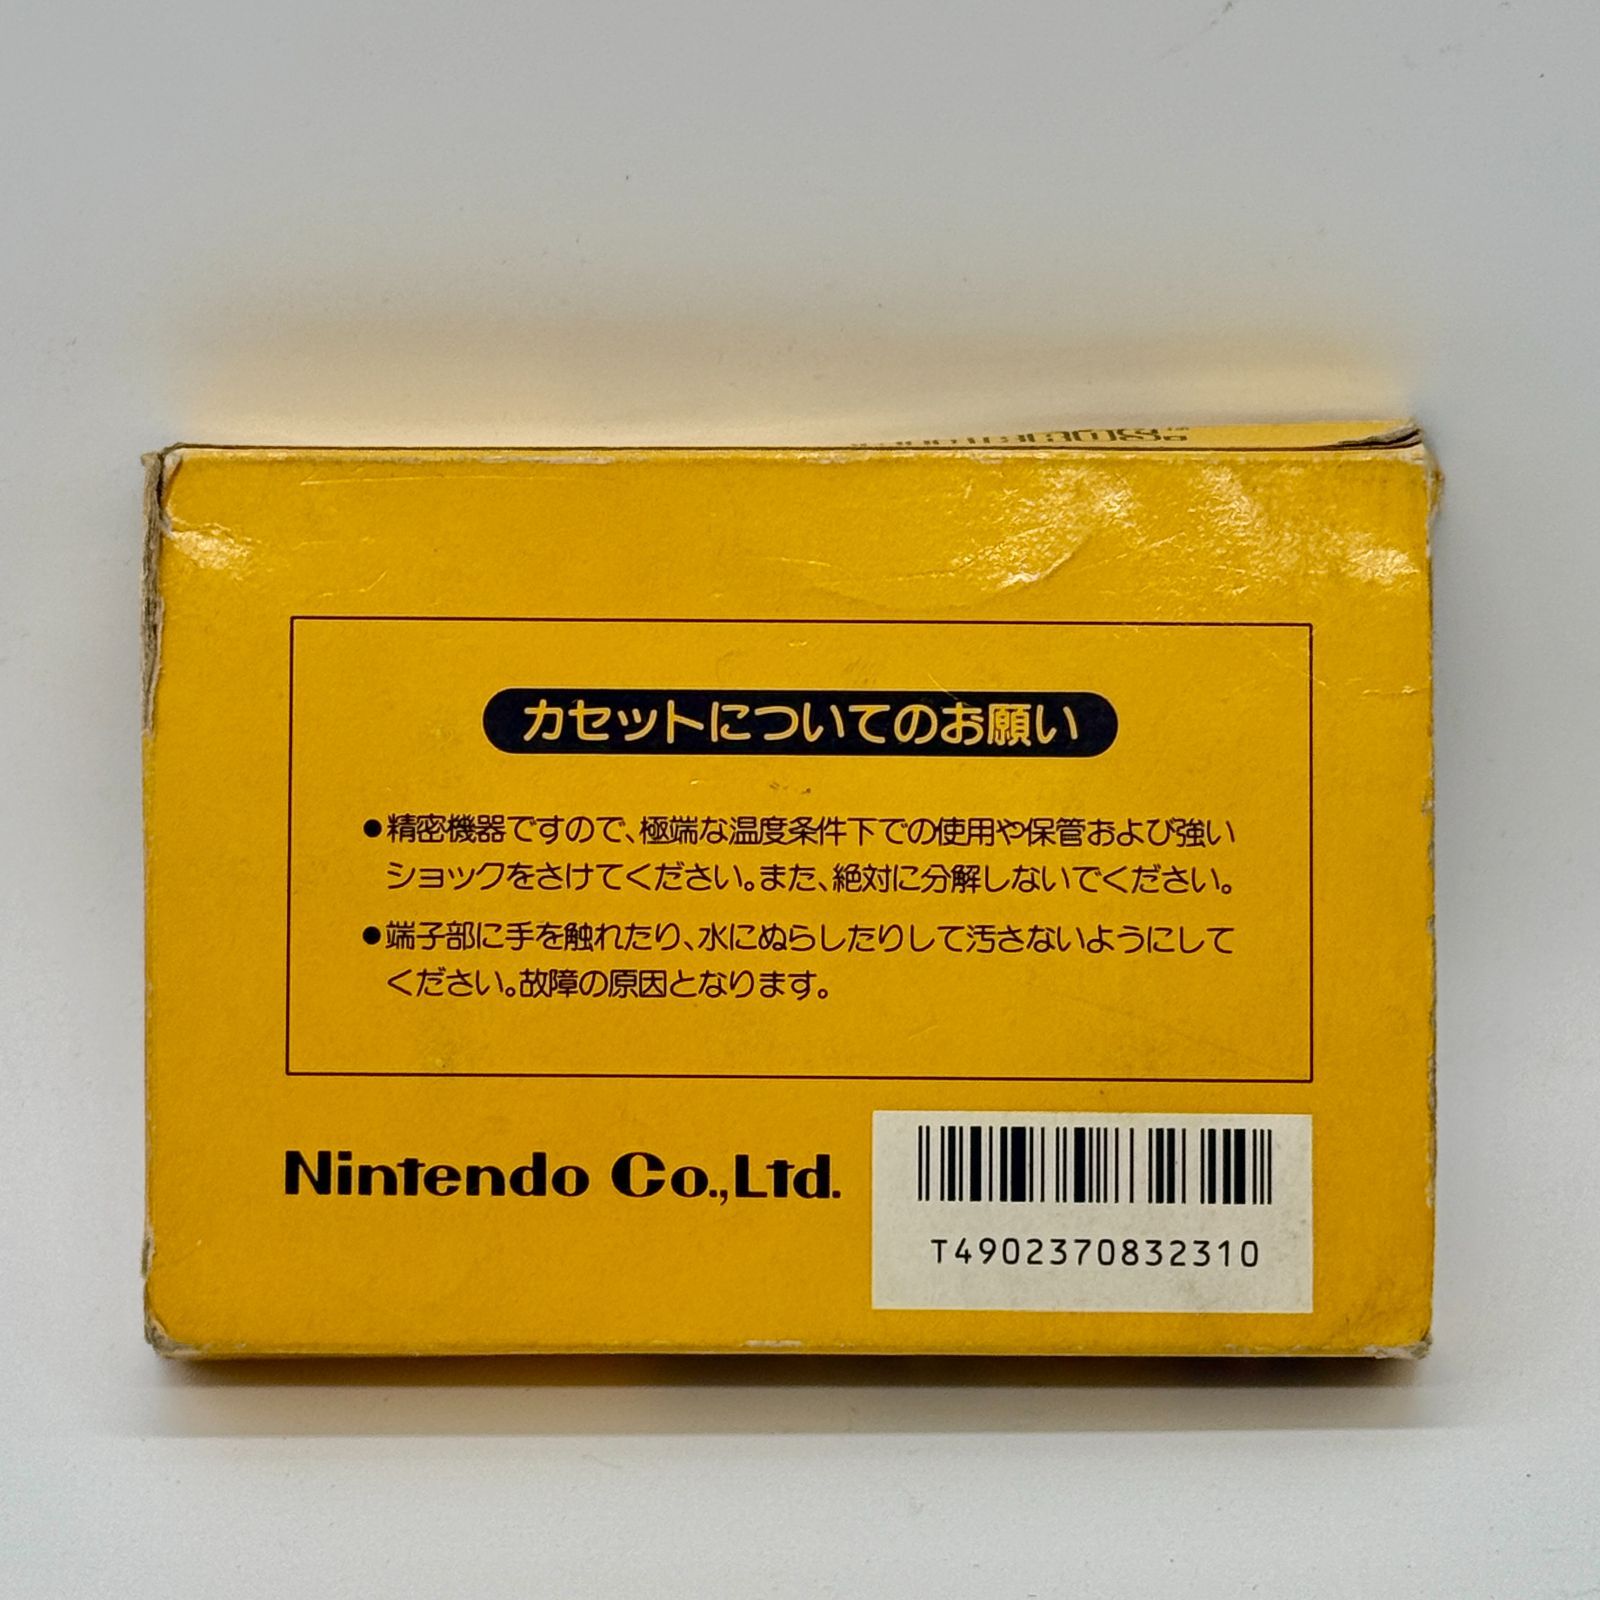 カセットについてのお願い
●精密機器ですので、極端な温度条件下での使用や保管および強い
ショックをさけてください。また、絶対に分解しないでください。
●端子部に手を触れたり、水にぬらしたりして汚さないようにして
ください。故障の原因となります。
Nintendo Co.,Ltd.
T4902370832310